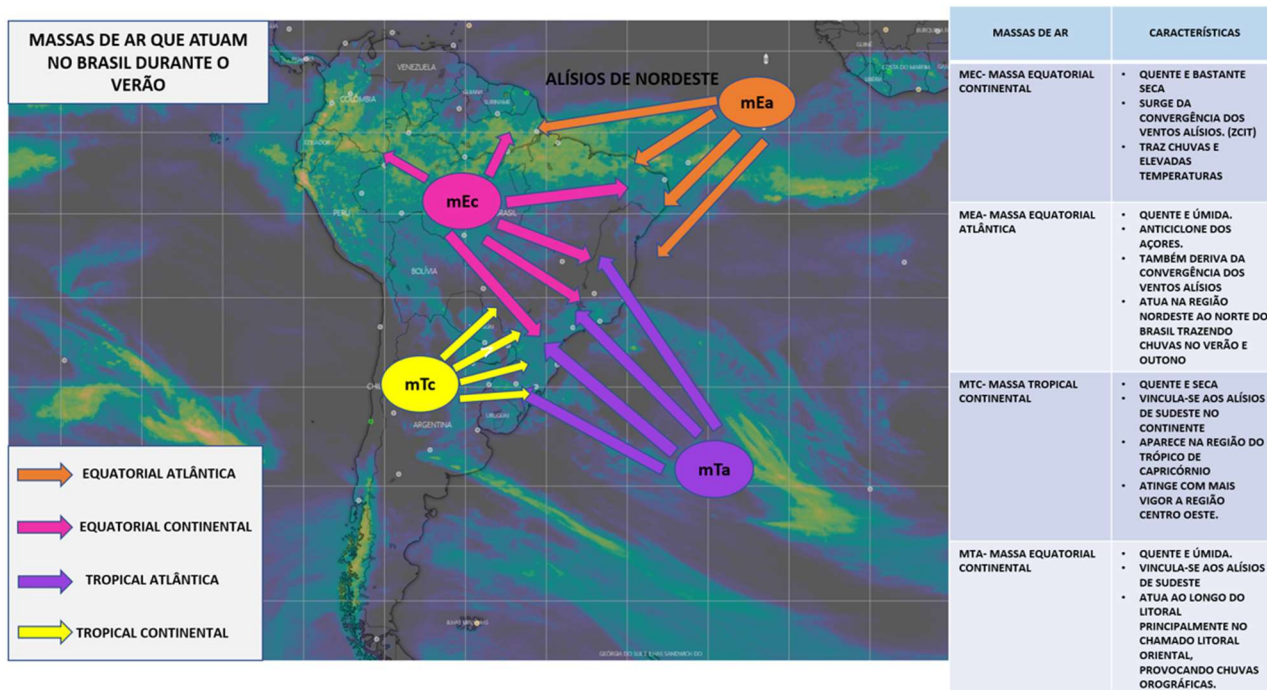 MASSAS DE AR QUE ATUAM
NO BRASIL DURANTE O
VERÃO
VENEZUELA
COLÔMBIA
SURINAME
EQUADOR
PERU
BRASIL
BOLÍVIA
ARGENTINA
URUGUAI
ALÍSIOS DE NORDESTE
mEa
mEc
mTc
mTa
EQUATORIAL ATLÂNTICA
EQUATORIAL CONTINENTAL
TROPICAL ATLÂNTICA
TROPICAL CONTINENTAL
MASSAS DE AR
CARACTERÍSTICAS
MEC- MASSA EQUATORIAL
CONTINENTAL
• QUENTE E BASTANTE
SECA
• SURGE DA
CONVERGÊNCIA DOS
VENTOS ALÍSIOS. (ZCIT)
• TRAZ CHUVAS E
ELEVADAS
TEMPERATURAS
MEA- MASSA EQUATORIAL
ATLÂNTICA
• QUENTE E ÚMIDA.
• ANTICICLONE DOS
AÇORES.
• TAMBÉM DERIVA DA
CONVERGÊNCIA DOS
VENTOS ALÍSIOS
• ATUA NA REGIÃO
NORDESTE AO NORTE DO
BRASIL TRAZENDO
CHUVAS NO VERÃO E
OUTONO
MTC- MASSA TROPICAL
CONTINENTAL
• QUENTE E SECA
• VINCULA-SE AOS ALÍSIOS
DE SUDESTE NO
CONTINENTE
• APARECE NA REGIÃO DO
TRÓPICO DE
CAPRICÓRNIO
• ATINGE COM MAIS
VIGOR A REGIÃO
CENTRO OESTE.
MTA- MASSA EQUATORIAL
CONTINENTAL
• QUENTE E ÚMIDA.
• VINCULA-SE AOS ALÍSIOS
DE SUDESTE
• ATUA AO LONGO DO
LITORAL
PRINCIPALMENTE NO
CHAMADO LITORAL
ORIENTAL,
PROVOCANDO CHUVAS
OROGRÁFICAS.